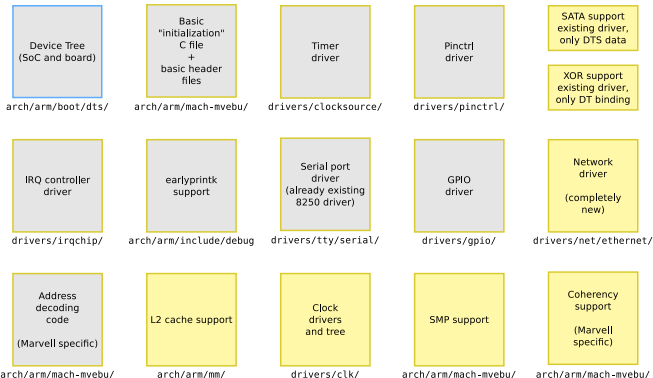 Device Tree
(SoC and board)
arch/arm/boot/dts/
Basic
"initialization"
C file
+
basic header
files
arch/arm/mach-mvebu/
Timer
driver
drivers/clocksource/
Pinctrl
driver
drivers/pinctrl/
SATA support
existing driver,
only DTS data
XOR support
existing driver,
only DT binding
IRQ controller
driver
drivers/irqchip/
earlyprintk
support
arch/arm/include/debug
Serial port
driver
(already existing
8250 driver)
drivers/tty/serial/
GPIO
driver
drivers/gpio/
Network
driver
(completely
new)
drivers/net/ethernet/
Address
decoding
code
(Marvell specific)
arch/arm/mach-mvebu/
L2 cache support
arch/arm/mm/
Clock
drivers
and tree
drivers/clk/
SMP support
arch/arm/mach-mvebu/
Coherency
support
(Marvell
specific)
arch/arm/mach-mvebu/